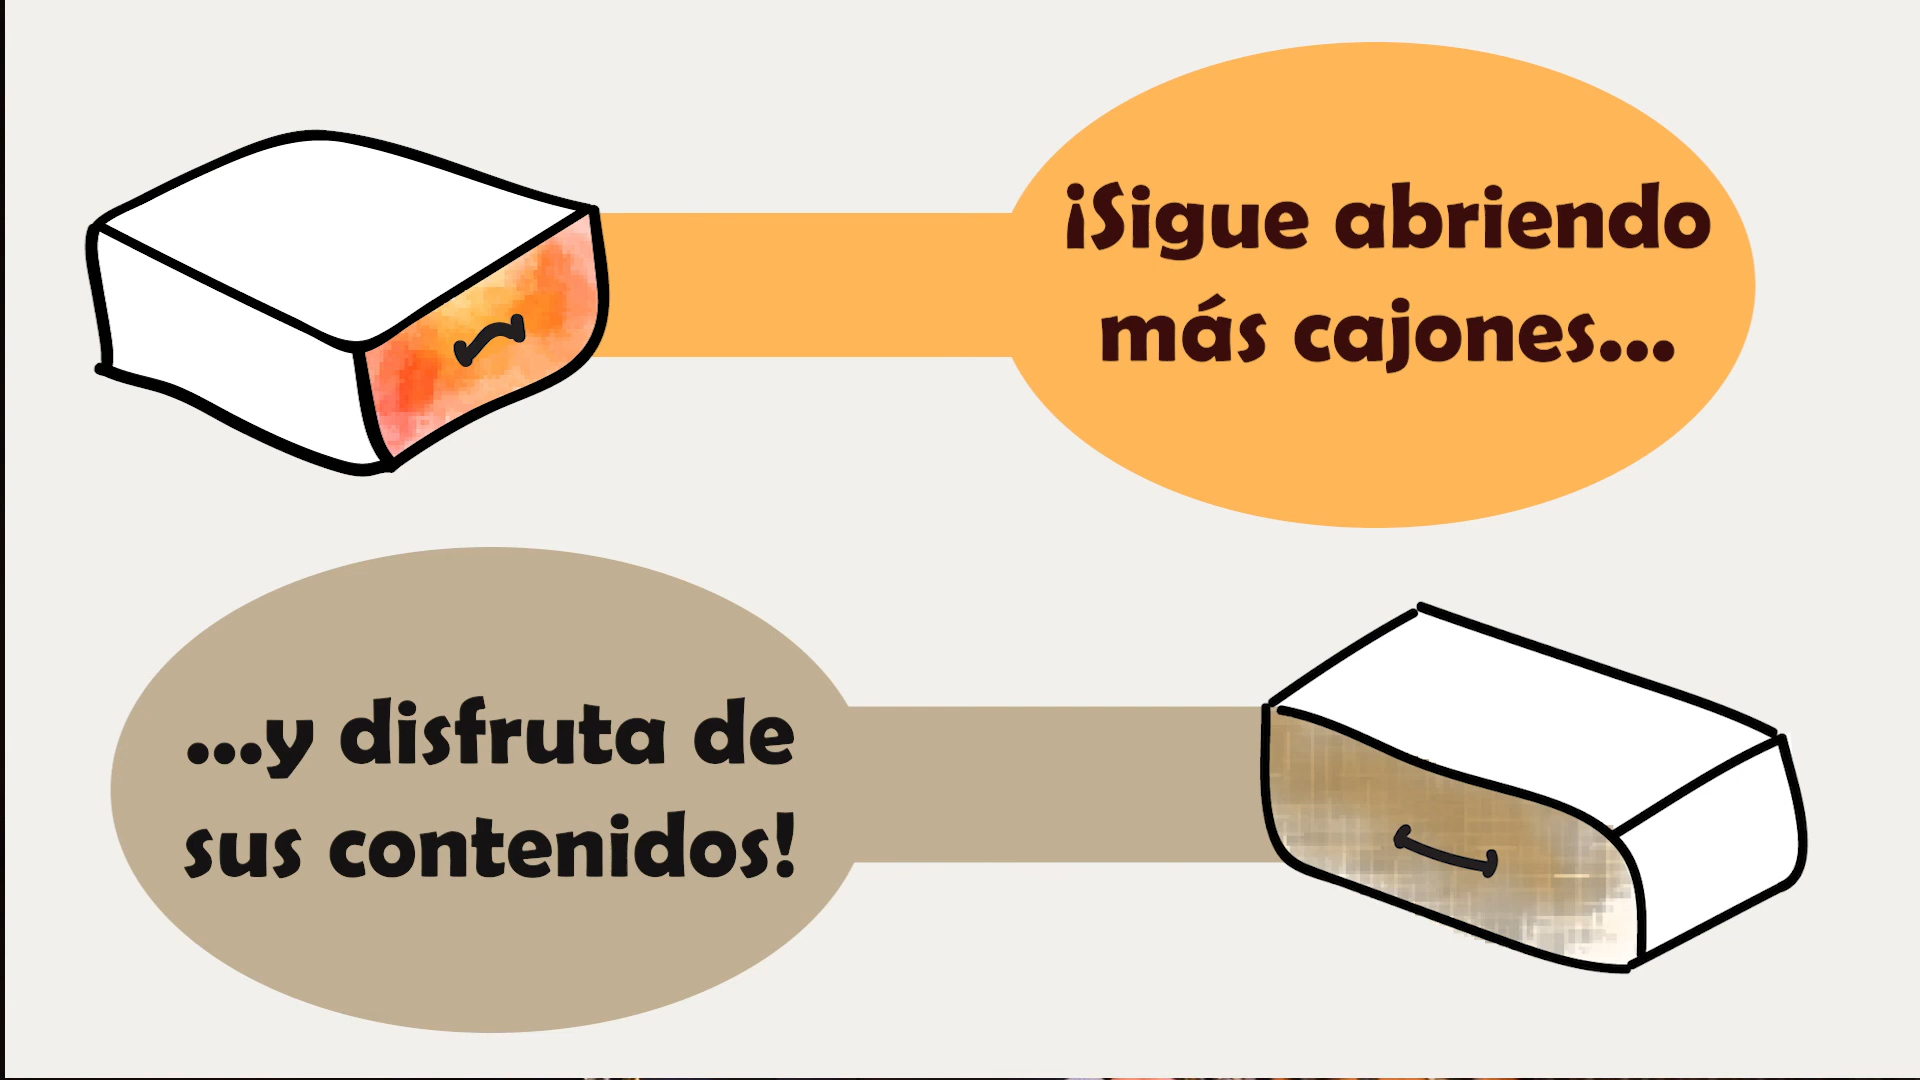 ¡Sigue abriendo
más cajones...
...y disfruta de
sus contenidos!